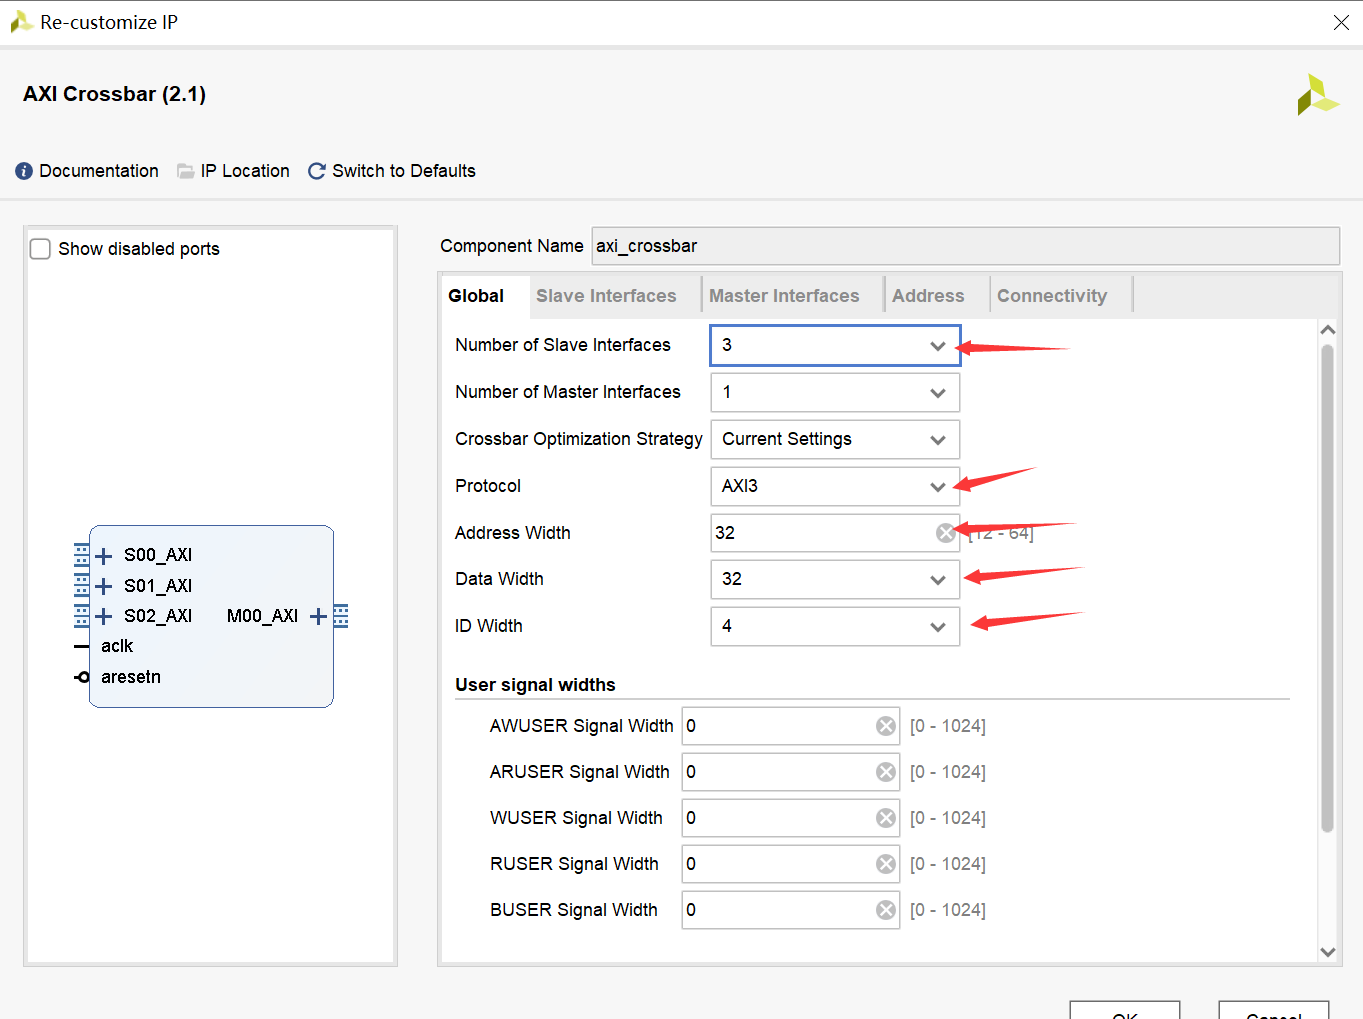 Re-customize IP
AXI Crossbar (2.1)
Documentation IP Location Switch to Defaults
Show disabled ports
S00_AXI
S01_AXI
S02_AXI M00_AXI
aclk
aresetn
Component Name axi_crossbar
Global Slave Interfaces Master Interfaces Address Connectivity
Number of Slave Interfaces 3
Number of Master Interfaces 1
Crossbar Optimization Strategy Current Settings
Protocol AXI3
Address Width 32 [12 - 64]
Data Width 32
ID Width 4
User signal widths
AWUSER Signal Width 0 [0 - 1024]
ARUSER Signal Width 0 [0 - 1024]
WUSER Signal Width 0 [0 - 1024]
RUSER Signal Width 0 [0 - 1024]
BUSER Signal Width 0 [0 - 1024]
OK Cancel